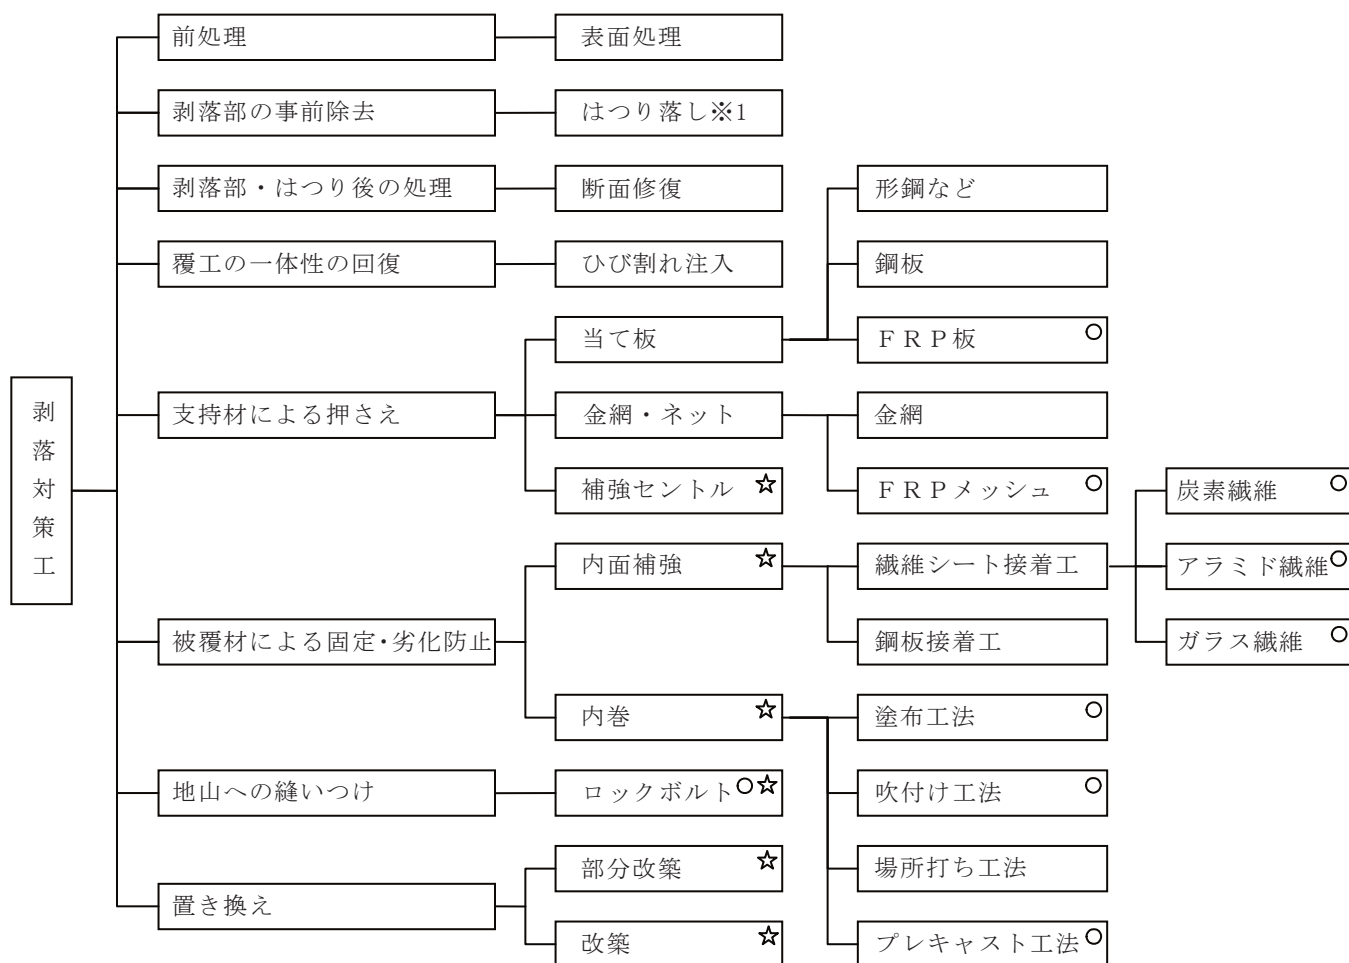 剥落対策工
前処理
表面処理
剥落部の事前除去
はつり落し※1
剥落部・はつり後の処理
断面修復
覆工の一体性の回復
ひび割れ注入
支持材による押さえ
当て板
形鋼など
鋼板
ＦＲＰ板 ○
金網・ネット
金網
ＦＲＰメッシュ ○
補強セントル ☆
被覆材による固定・劣化防止
内面補強 ☆
繊維シート接着工
炭素繊維 ○
アラミド繊維 ○
ガラス繊維 ○
鋼板接着工
内巻 ☆
塗布工法 ○
吹付け工法 ○
場所打ち工法
プレキャスト工法 ○
地山への縫いつけ
ロックボルト ○☆
置き換え
部分改築 ☆
改築 ☆